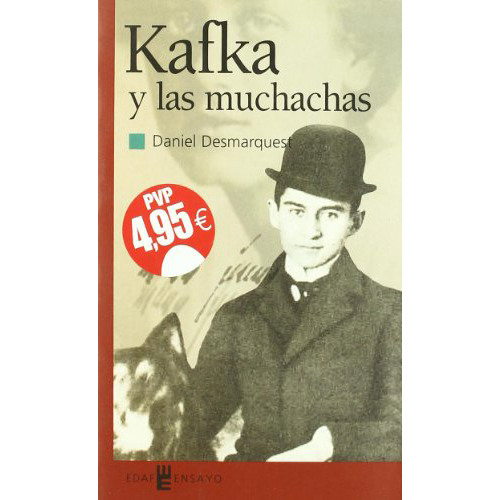 Kafka
y las muchachas
Daniel Desmarquest
PVP
4,95 €
EDAF ENSAYO